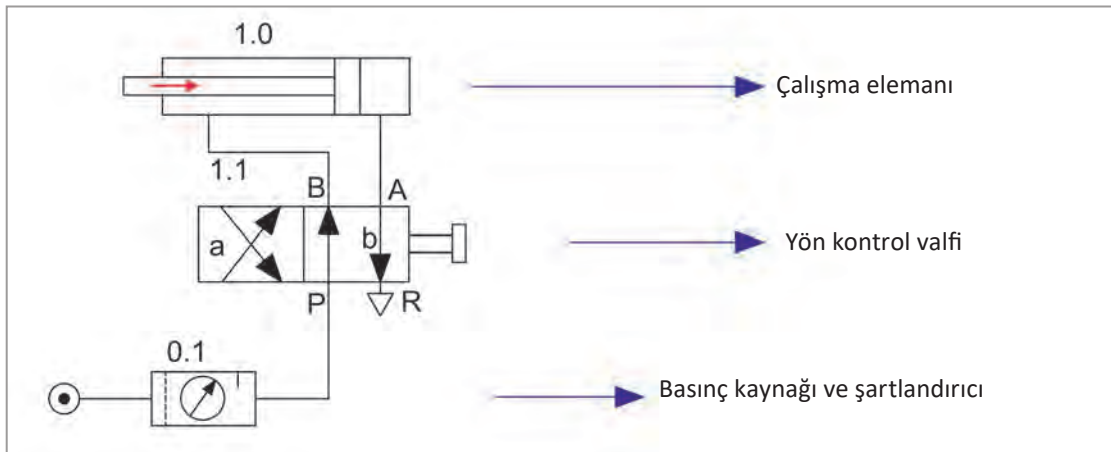 1.0
Çalışma elemanı
1.1
B A
a b
Yön kontrol valfi
P R
0.1
Basınç kaynağı ve şartlandırıcı